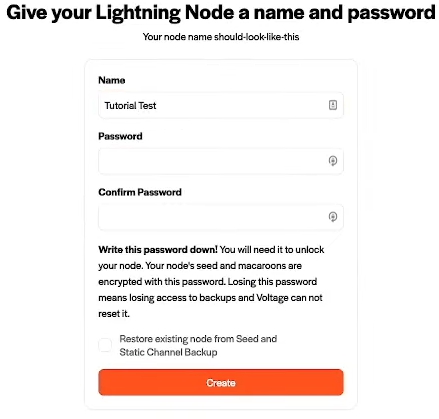 Give your Lightning Node a name and password
Your node name should-look-like-this
Name
Tutorial Test
Password
Confirm Password
Write this password down! You will need it to unlock
your node. Your node's seed and macaroons are
encrypted with this password. Losing this password
means losing access to backups and Voltage can not
reset it.
Restore existing node from Seed and
Static Channel Backup
Create